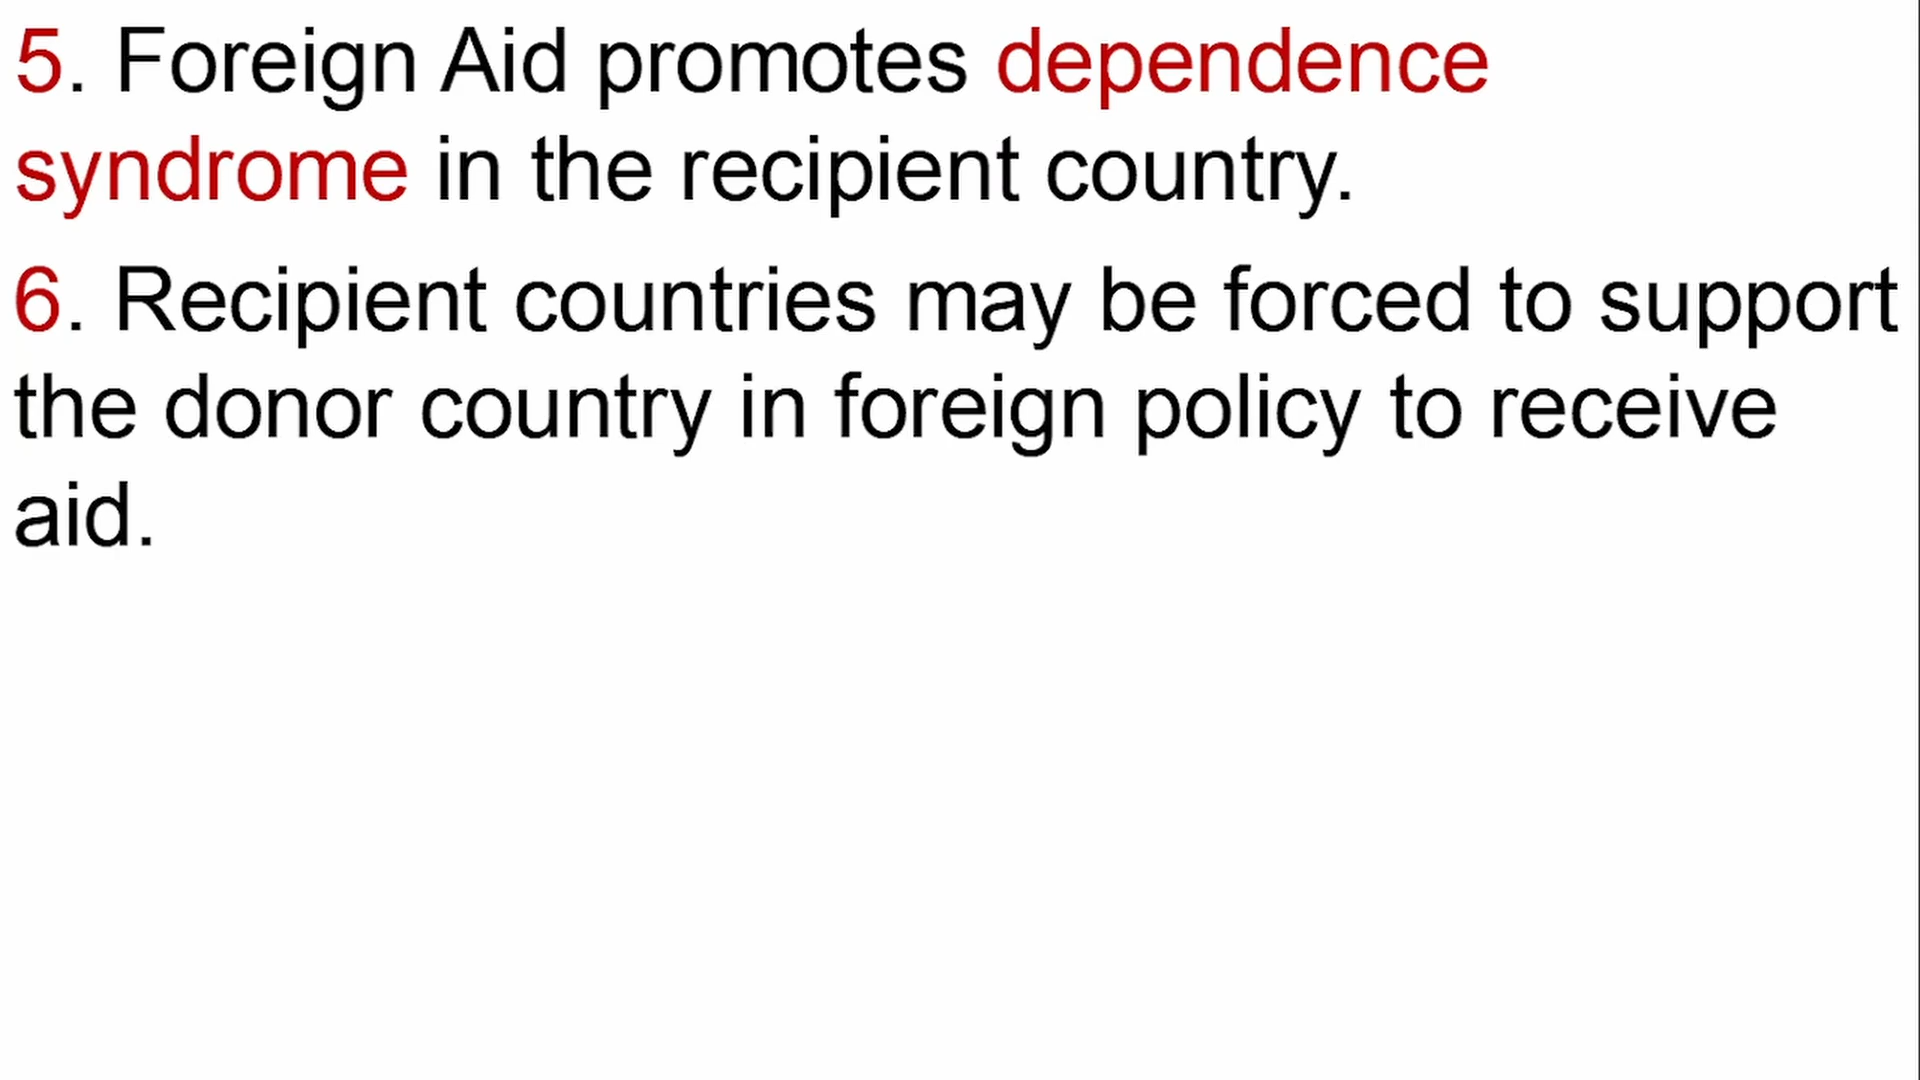 5. Foreign Aid promotes dependence
syndrome in the recipient country.
6. Recipient countries may be forced to support
the donor country in foreign policy to receive
aid.